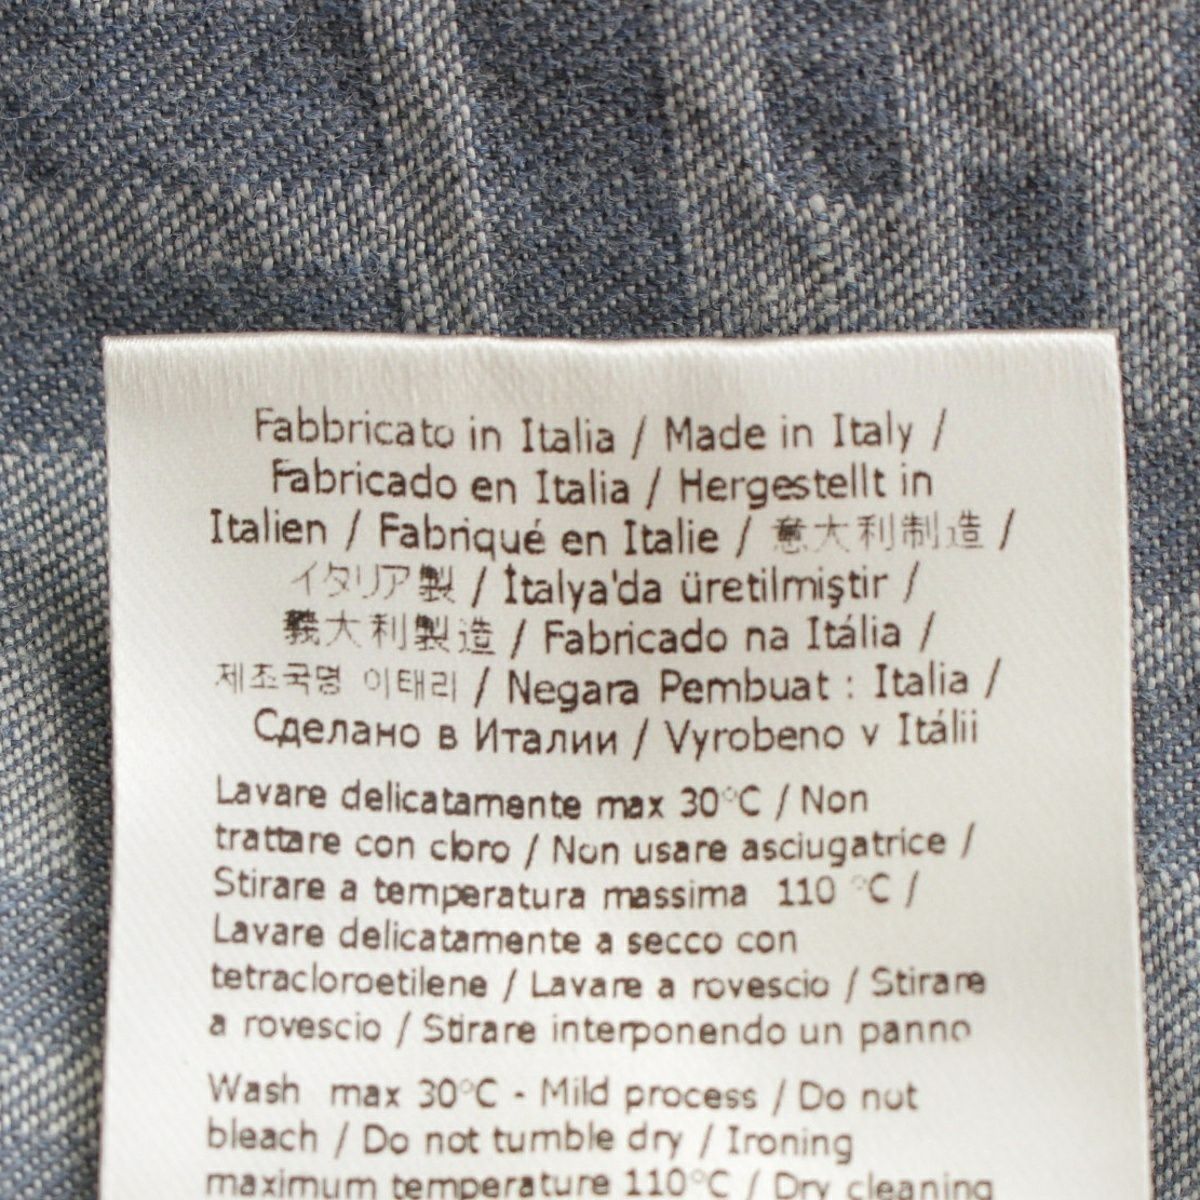 Fabbricato in Italia / Made in Italy /
Fabricado en Italia / Hergestellt in
Italien / Fabriqué en Italie / 意大利制造 /
イタリア製 / İtalya'da üretilmiştir /
義大利製造 / Fabricado na Itália /
제조국명 이태리 / Negara Pembuat : Italia /
Сделано в Италии / Vyrobeno v Itálii
Lavare delicatamente max 30°C / Non
trattare con cloro / Non usare asciugatrice /
Stirare a temperatura massima 110 °C /
Lavare delicatamente a secco con
tetracloroetilene / Lavare a rovescio / Stirare
a rovescio / Stirare interponendo un panno
Wash max 30°C - Mild process / Do not
bleach / Do not tumble dry / Ironing
maximum temperature 110°C / Dry cleaning